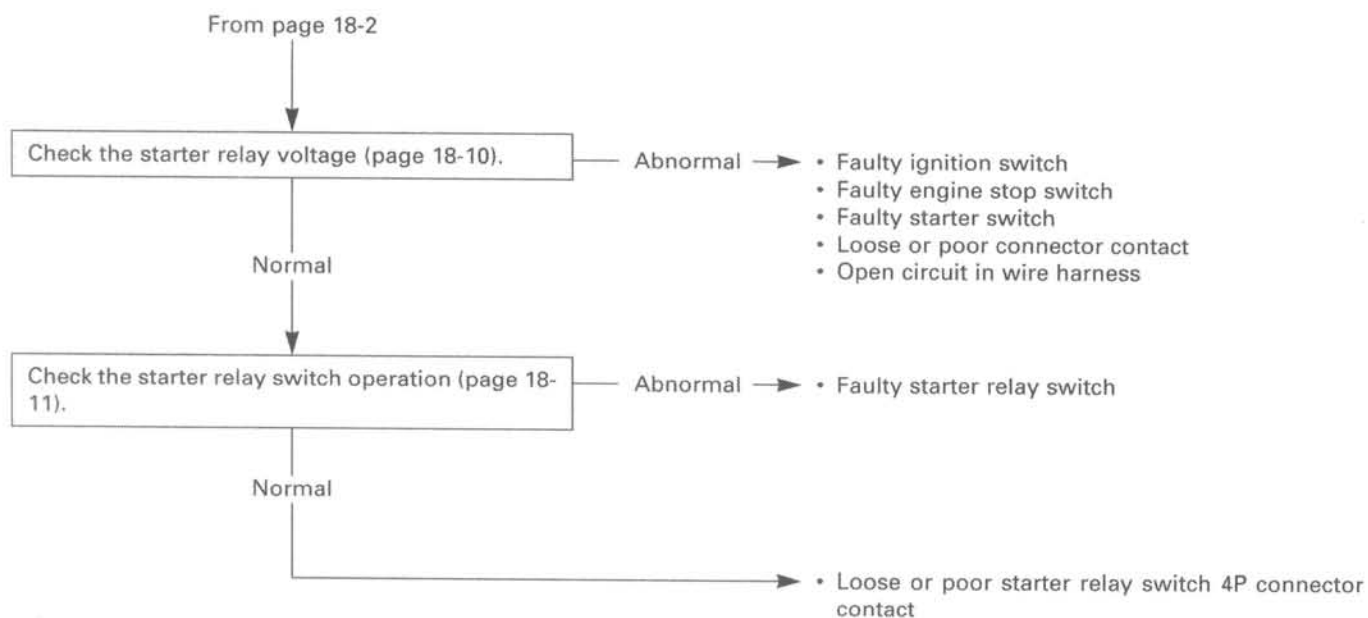 From page 18-2
Check the starter relay voltage (page 18-10).
Abnormal
• Faulty ignition switch
• Faulty engine stop switch
• Faulty starter switch
• Loose or poor connector contact
• Open circuit in wire harness
Normal
Check the starter relay switch operation (page 18-
11).
Abnormal
• Faulty starter relay switch
Normal
• Loose or poor starter relay switch 4P connector
contact